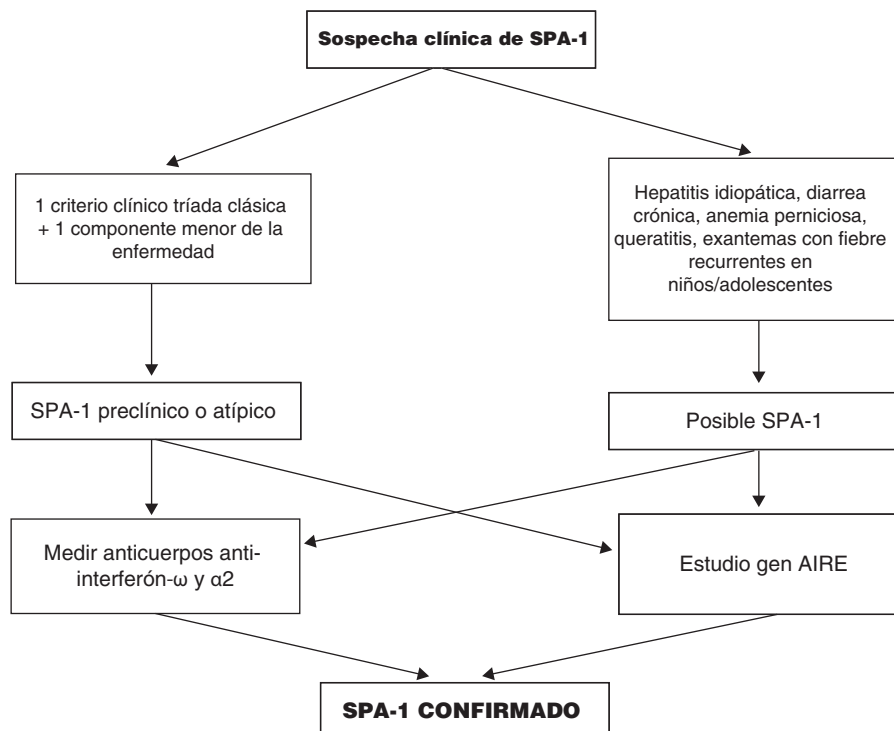 Sospecha clínica de SPA-1
1 criterio clínico tríada clásica
+ 1 componente menor de la
enfermedad
Hepatitis idiopática, diarrea
crónica, anemia perniciosa,
queratitis, exantemas con fiebre
recurrentes en
niños/adolescentes
SPA-1 preclínico o atípico
Posible SPA-1
Medir anticuerpos anti-
interferón-ω y α2
Estudio gen AIRE
SPA-1 CONFIRMADO